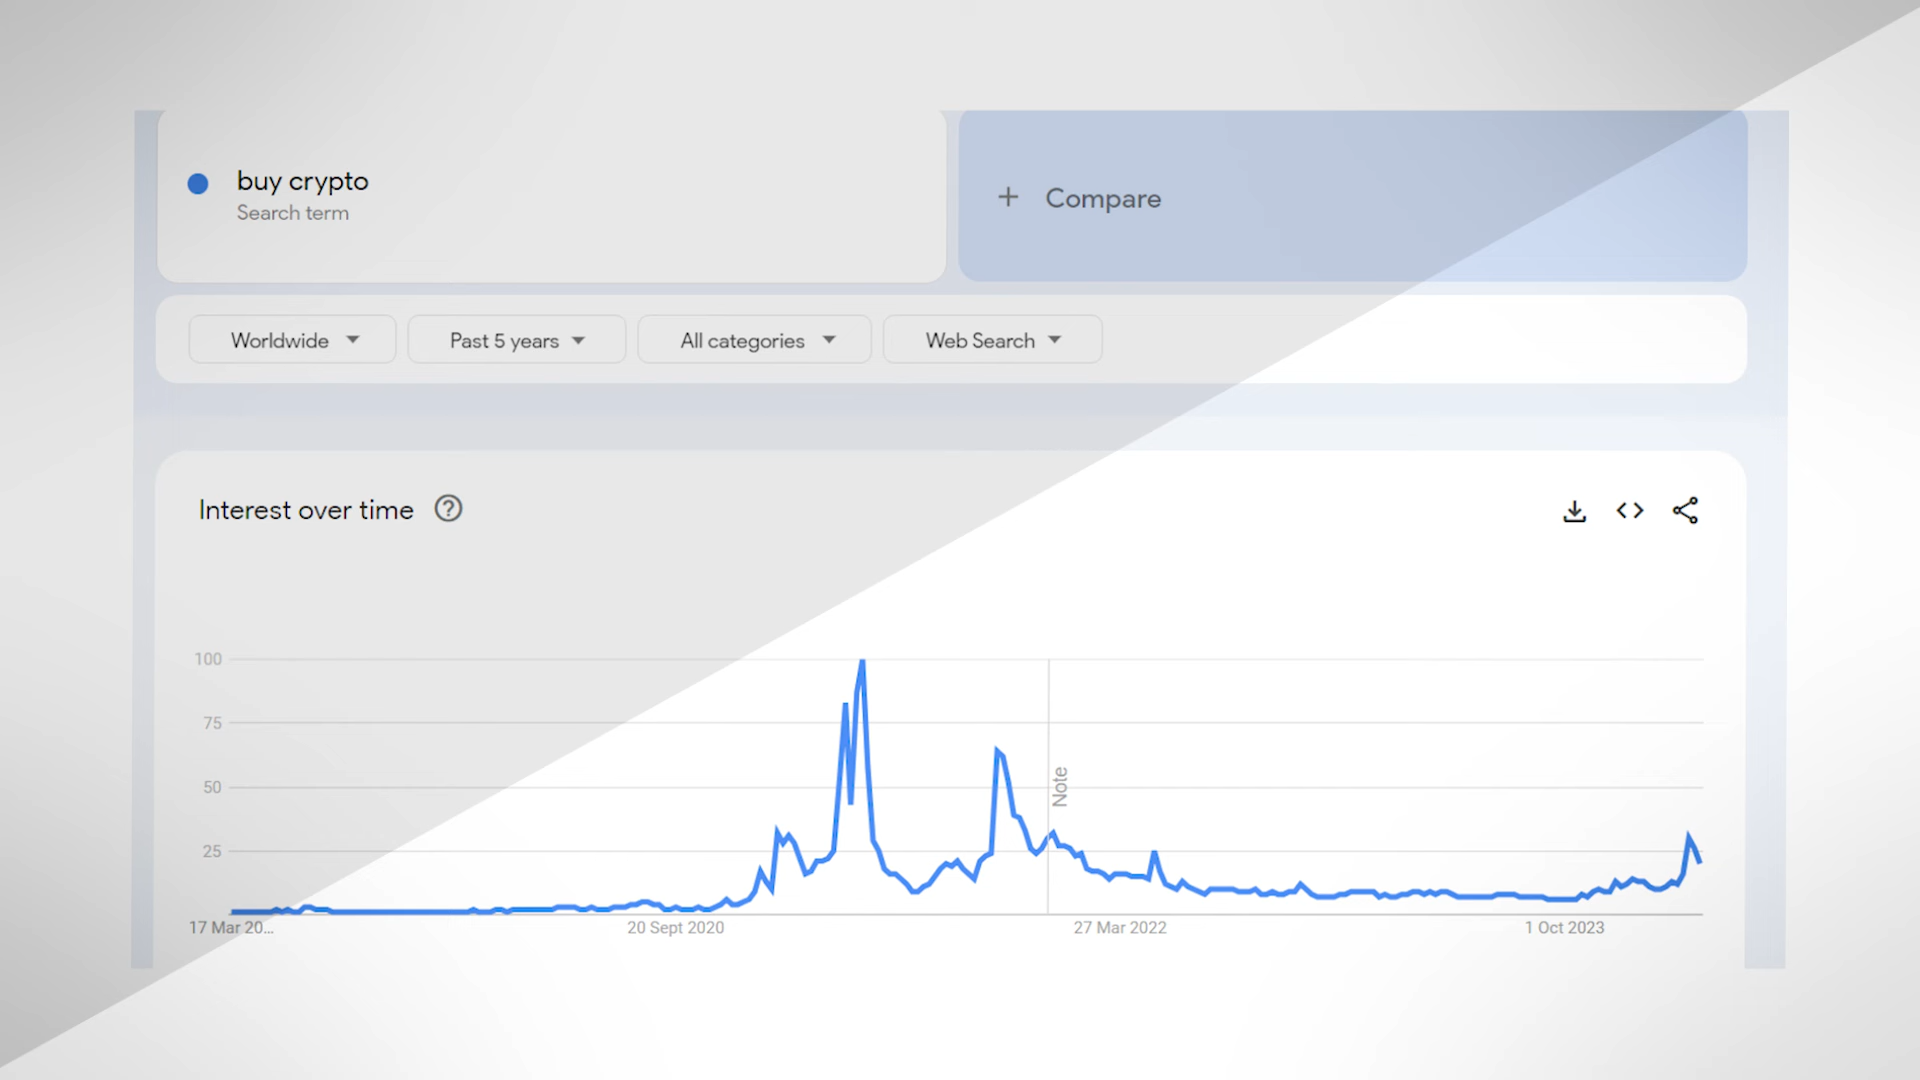 buy crypto
Search term
+ Compare
Worldwide
Past 5 years
All categories
Web Search
Interest over time
100
75
50
25
Note
17 Mar 20...
20 Sept 2020
27 Mar 2022
1 Oct 2023